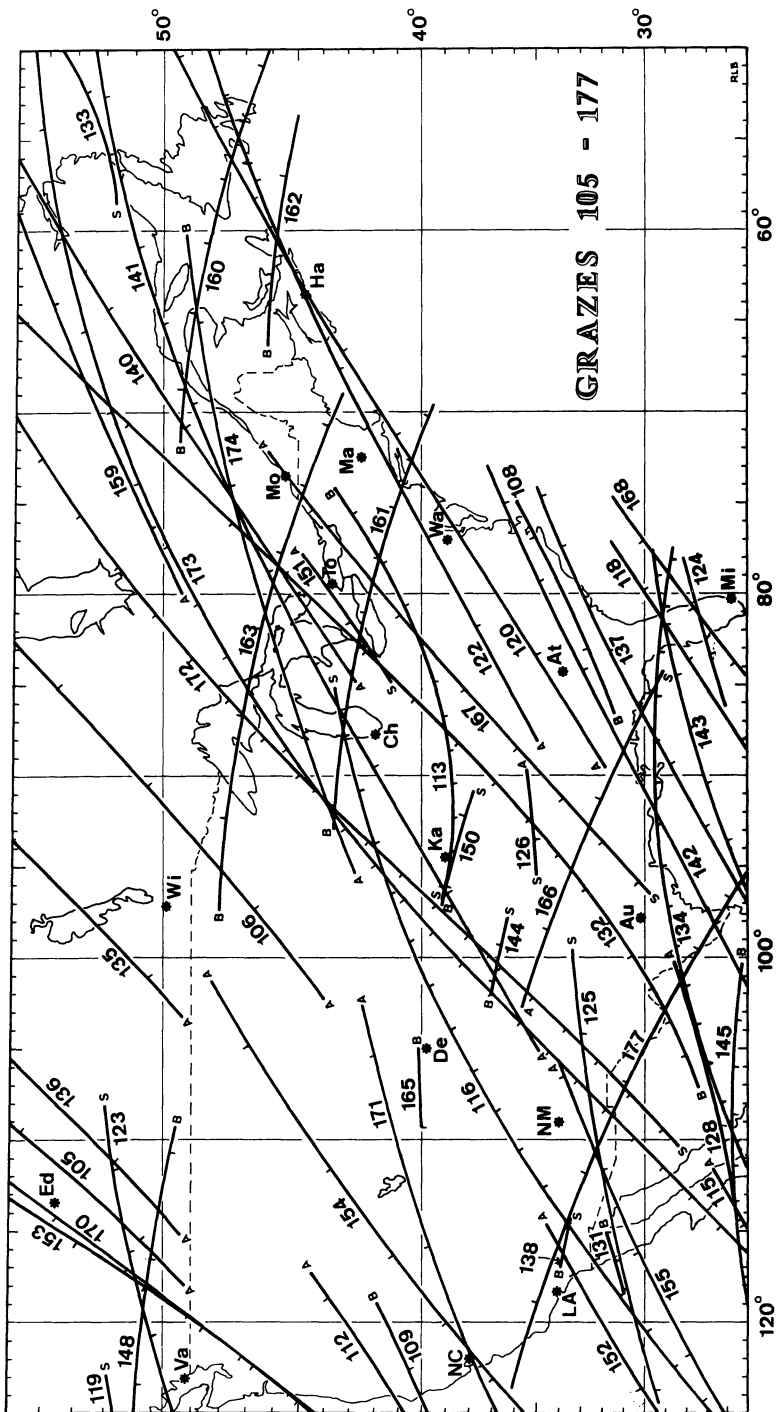 50°
40°
30°
RLB
133
S
162
B
141
B
160
60°
Ha
GRAZES 105 - 177
140
B
174
159
A
Mo
Ma
B
108
161
168
173
A
To
151
A
Wa
118
124
80°
Mi
163
172
S
A
S
122
120
At
137
S
Ch
167
A
B
143
B
113
A
A
S
Ka
150
126
142
A
Wi
S
B
S
166
S
Au
B
106
144
S
132
134
135
B
A
125
S
A
100°
B
A
A
A
A
B
De
177
145
136
S
123
165
116
A
171
B
B
NM
S
128
105
Ed
A
115
154
A
170
153
A
A
S
138
B
131
B
LA
155
148
B
112
109
120°
NC
152
S
119
Va